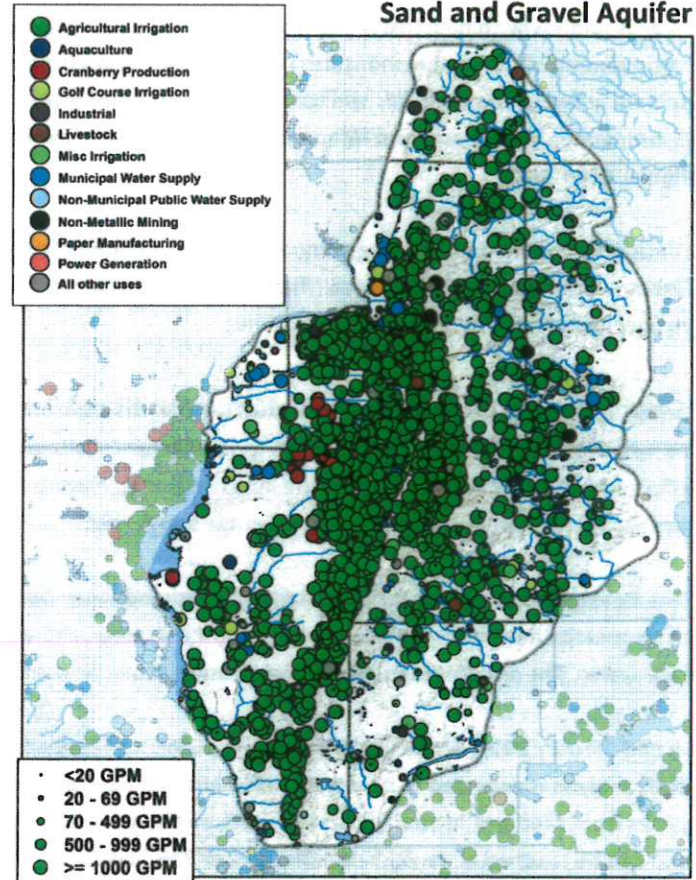 Sand and Gravel Aquifer
Agricultural Irrigation
Aquaculture
Cranberry Production
Golf Course Irrigation
Industrial
Livestock
Misc Irrigation
Municipal Water Supply
Non-Municipal Public Water Supply
Non-Metallic Mining
Paper Manufacturing
Power Generation
All other uses
<20 GPM
20 - 69 GPM
70 - 499 GPM
500 - 999 GPM
>= 1000 GPM